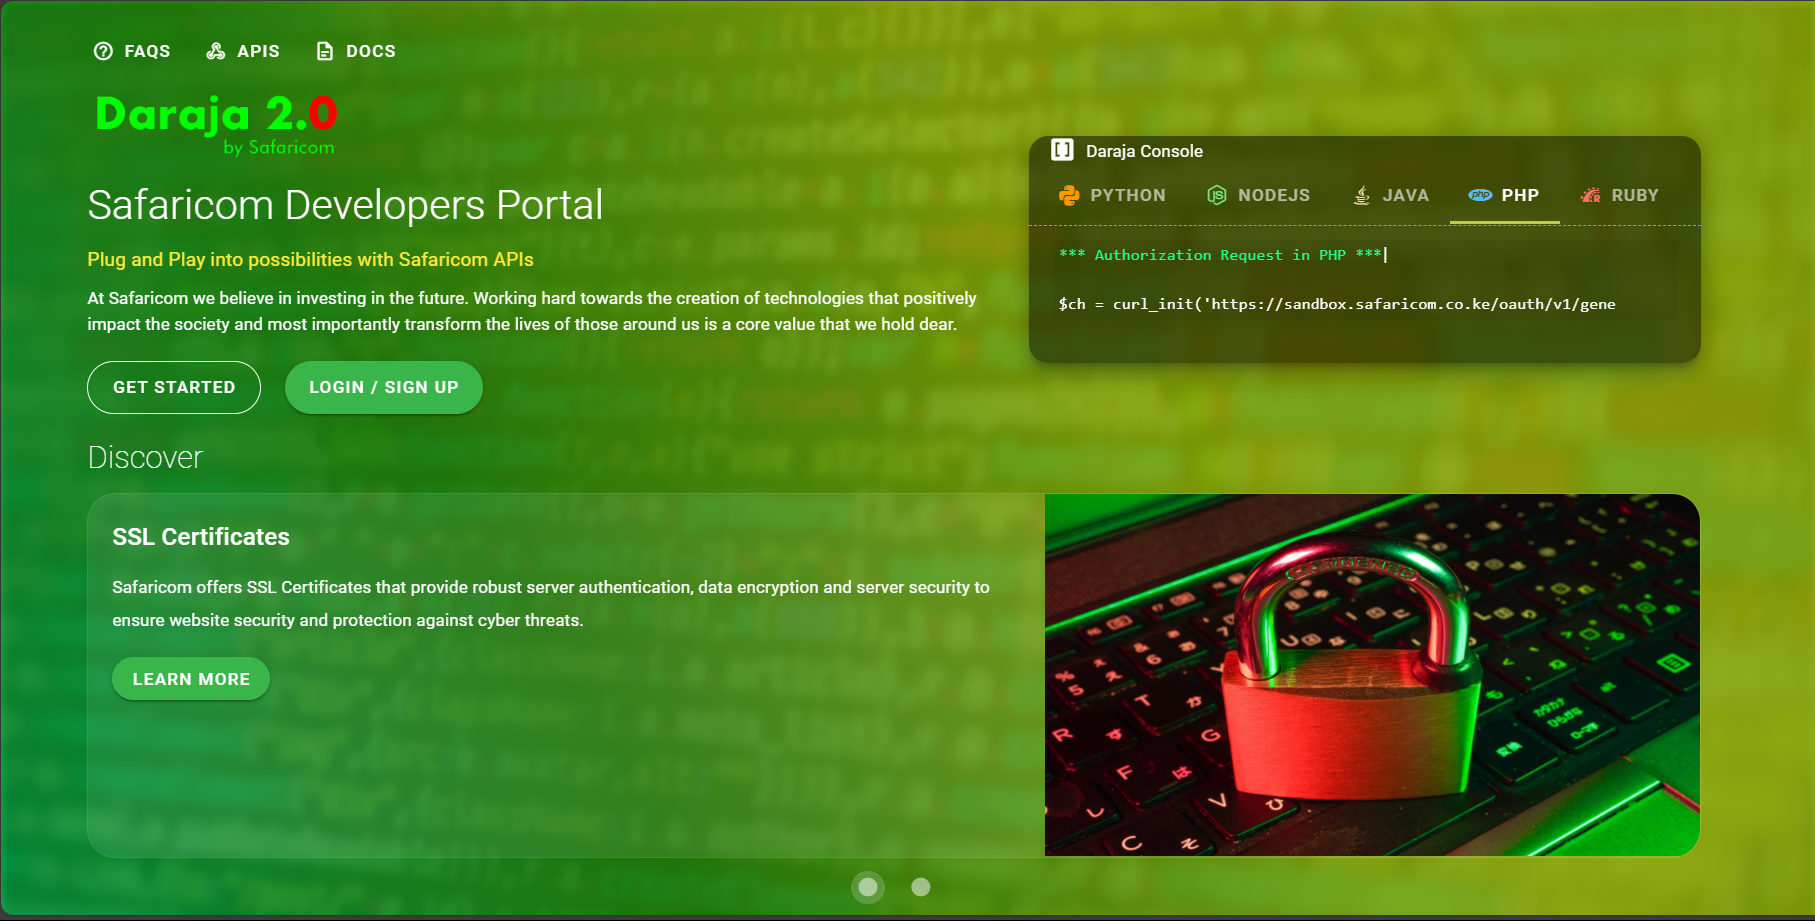 FAQS APIS DOCS
Daraja 2.0
by Safaricom
Safaricom Developers Portal
Plug and Play into possibilities with Safaricom APIs
At Safaricom we believe in investing in the future. Working hard towards the creation of technologies that positively
impact the society and most importantly transform the lives of those around us is a core value that we hold dear.
GET STARTED LOGIN / SIGN UP
Daraja Console
PYTHON NODEJS JAVA php PHP RUBY
*** Authorization Request in PHP ***
$ch = curl_init('https://sandbox.safaricom.co.ke/oauth/v1/gene
Discover
SSL Certificates
Safaricom offers SSL Certificates that provide robust server authentication, data encryption and server security to
ensure website security and protection against cyber threats.
LEARN MORE